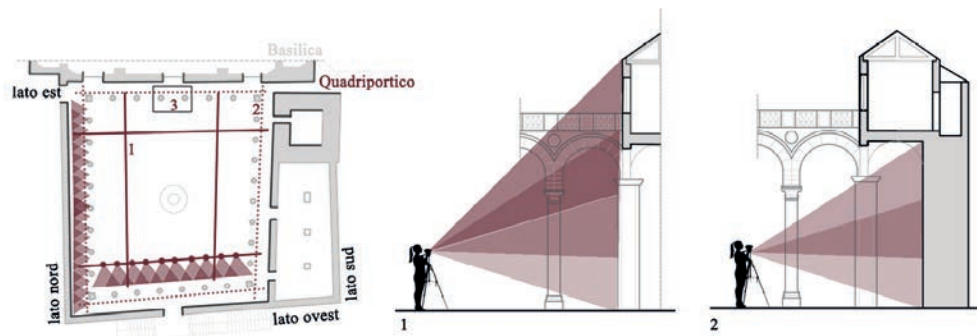 Basilica
Quadriportico
lato est
3
2
1
lato nord
lato sud
lato ovest
1
2